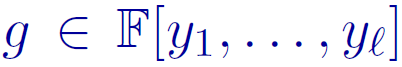 g ∈ 𝔽[y₁, …, y_ℓ]